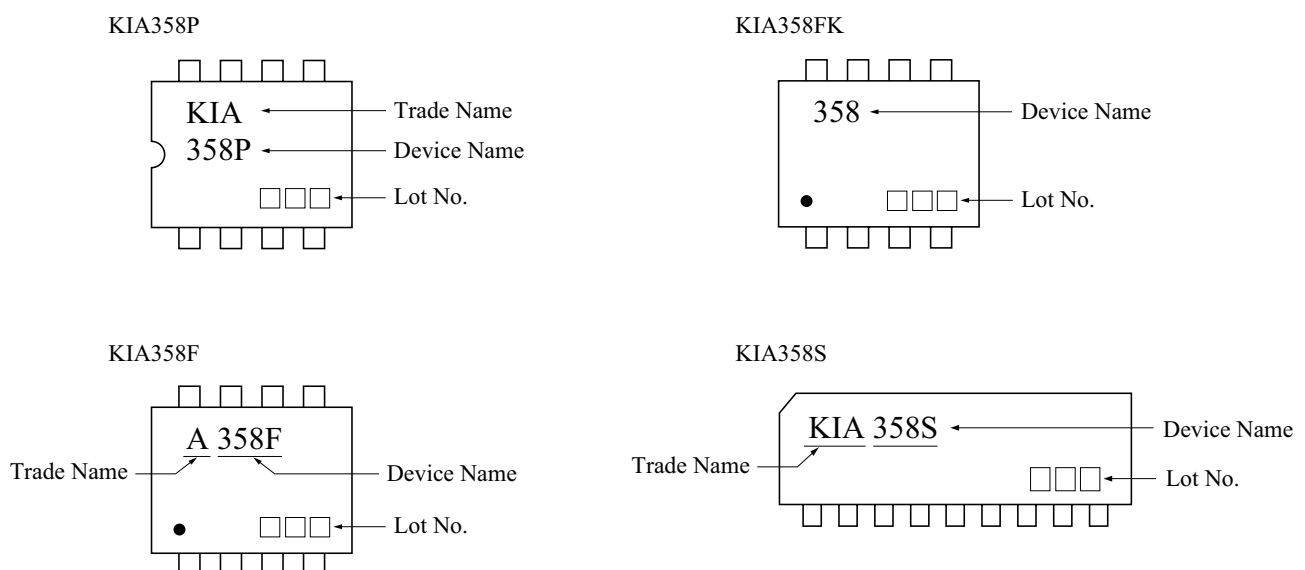 KIA358P
KIA
358P
Trade Name
Device Name
Lot No.
KIA358FK
358
Device Name
Lot No.
KIA358F
A 358F
Trade Name
Device Name
Lot No.
KIA358S
KIA 358S
Trade Name
Device Name
Lot No.